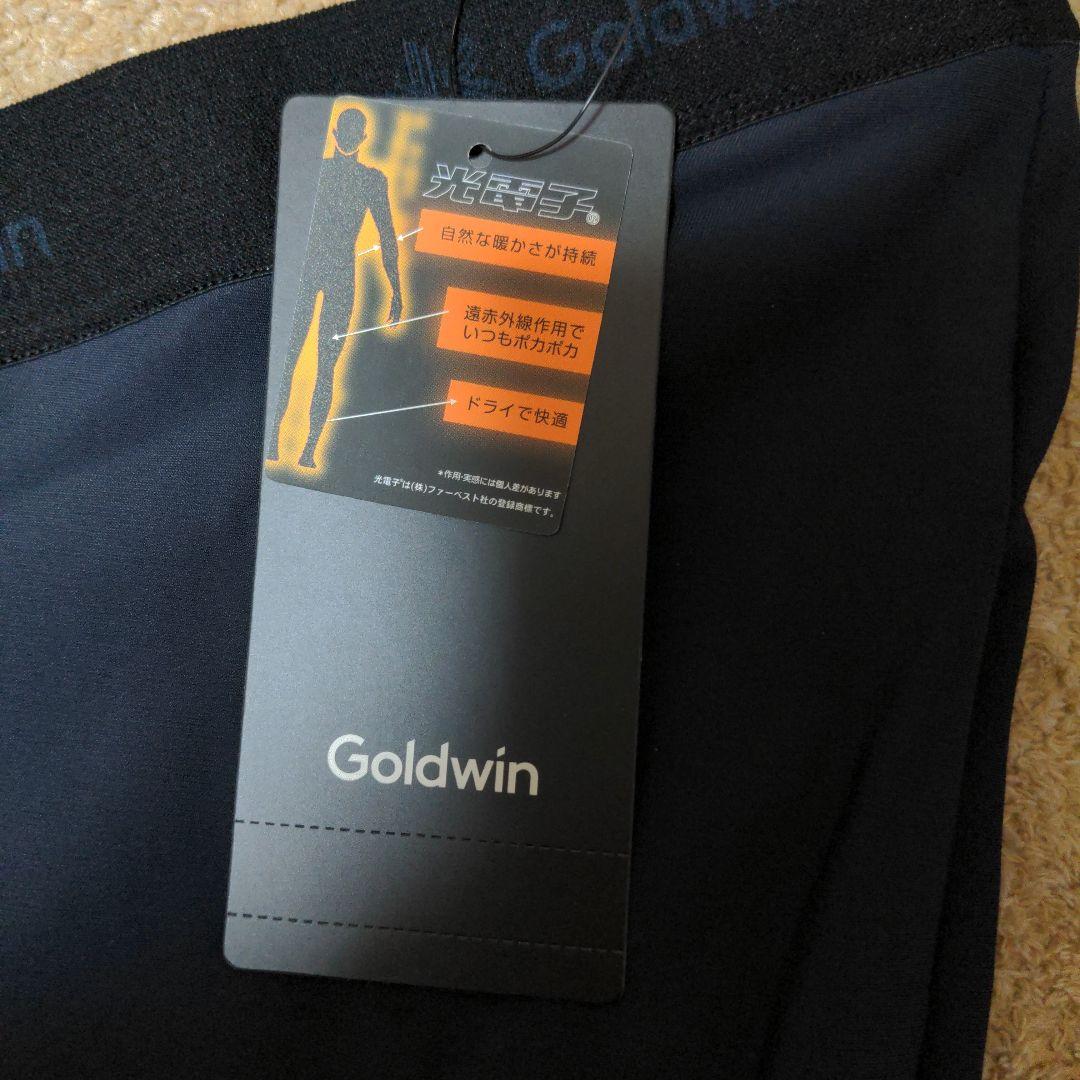 Goldwin
win
光電子®
自然な暖かさが持続
遠赤外線作用で
いつもポカポカ
ドライで快適
＊作用・実感には個人差があります
光電子®は(株)ファーベスト社の登録商標です。
Goldwin